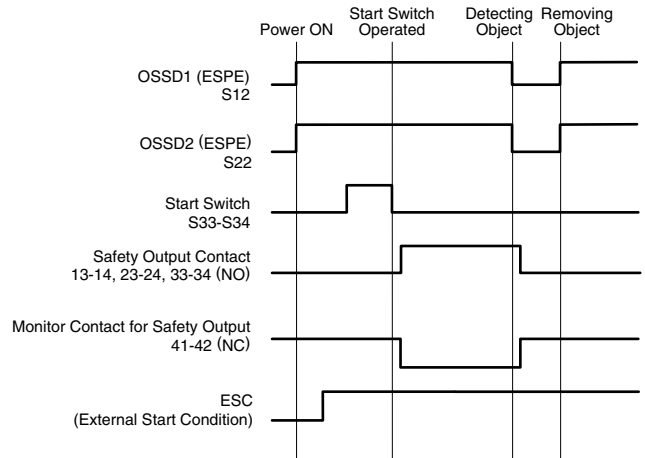 Power ON
Start Switch
Operated
Detecting
Object
Removing
Object
OSSD1 (ESPE)
S12
OSSD2 (ESPE)
S22
Start Switch
S33-S34
Safety Output Contact
13-14, 23-24, 33-34 (NO)
Monitor Contact for Safety Output
41-42 (NC)
ESC
(External Start Condition)